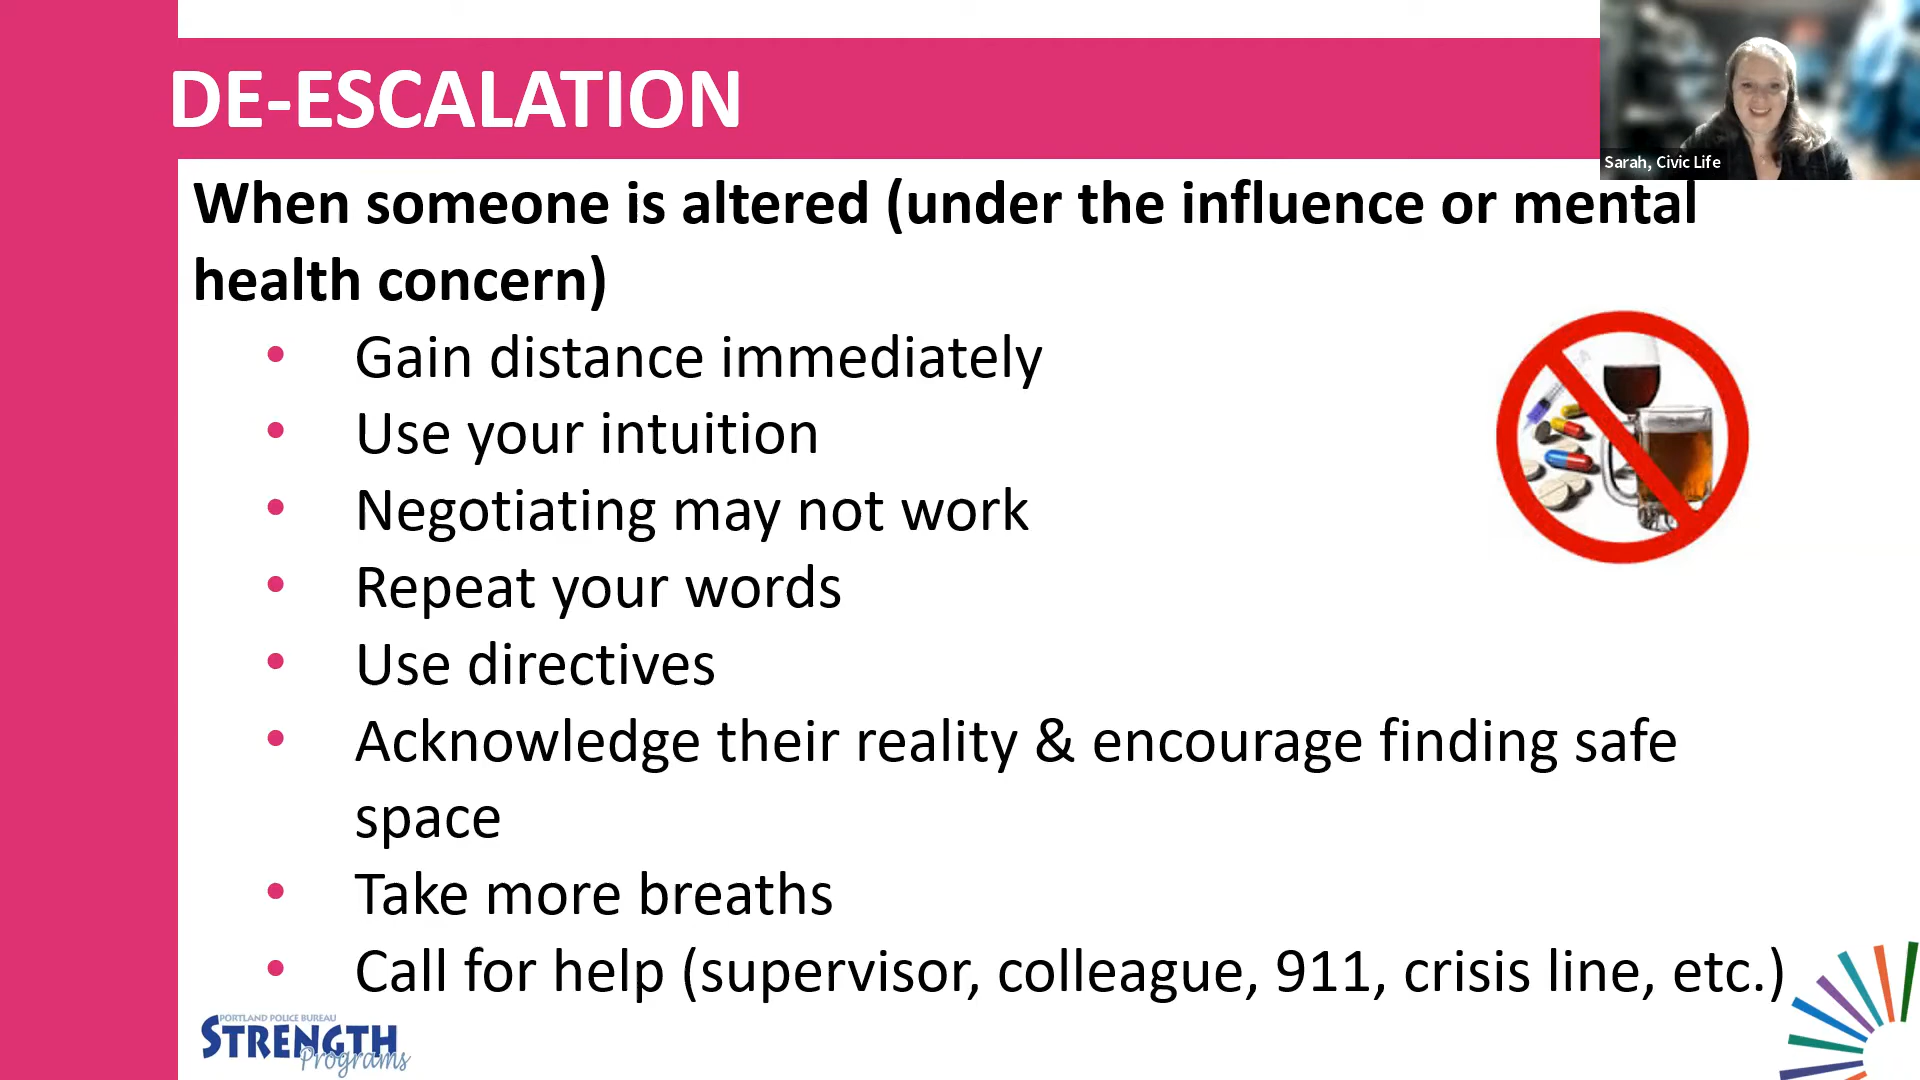 DE-ESCALATION
Sarah, Civic Life
When someone is altered (under the influence or mental
health concern)
• Gain distance immediately
• Use your intuition
• Negotiating may not work
• Repeat your words
• Use directives
• Acknowledge their reality & encourage finding safe
space
• Take more breaths
• Call for help (supervisor, colleague, 911, crisis line, etc.)
PORTLAND POLICE BUREAU
STRENGTH
Programs